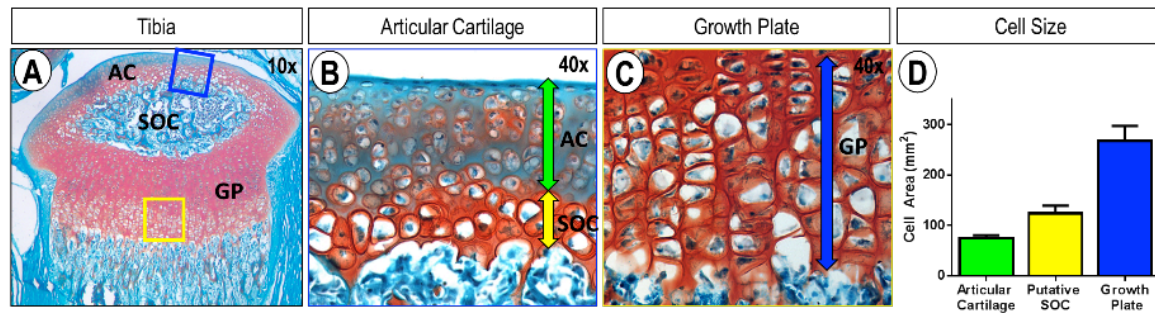 Tibia
Articular Cartilage
Growth Plate
Cell Size
A
10x
AC
SOC
GP
B
40x
AC
SOC
C
40x
GP
D
Cell Area (mm²)
300
200
100
0
Articular
Cartilage
Putative
SOC
Growth
Plate